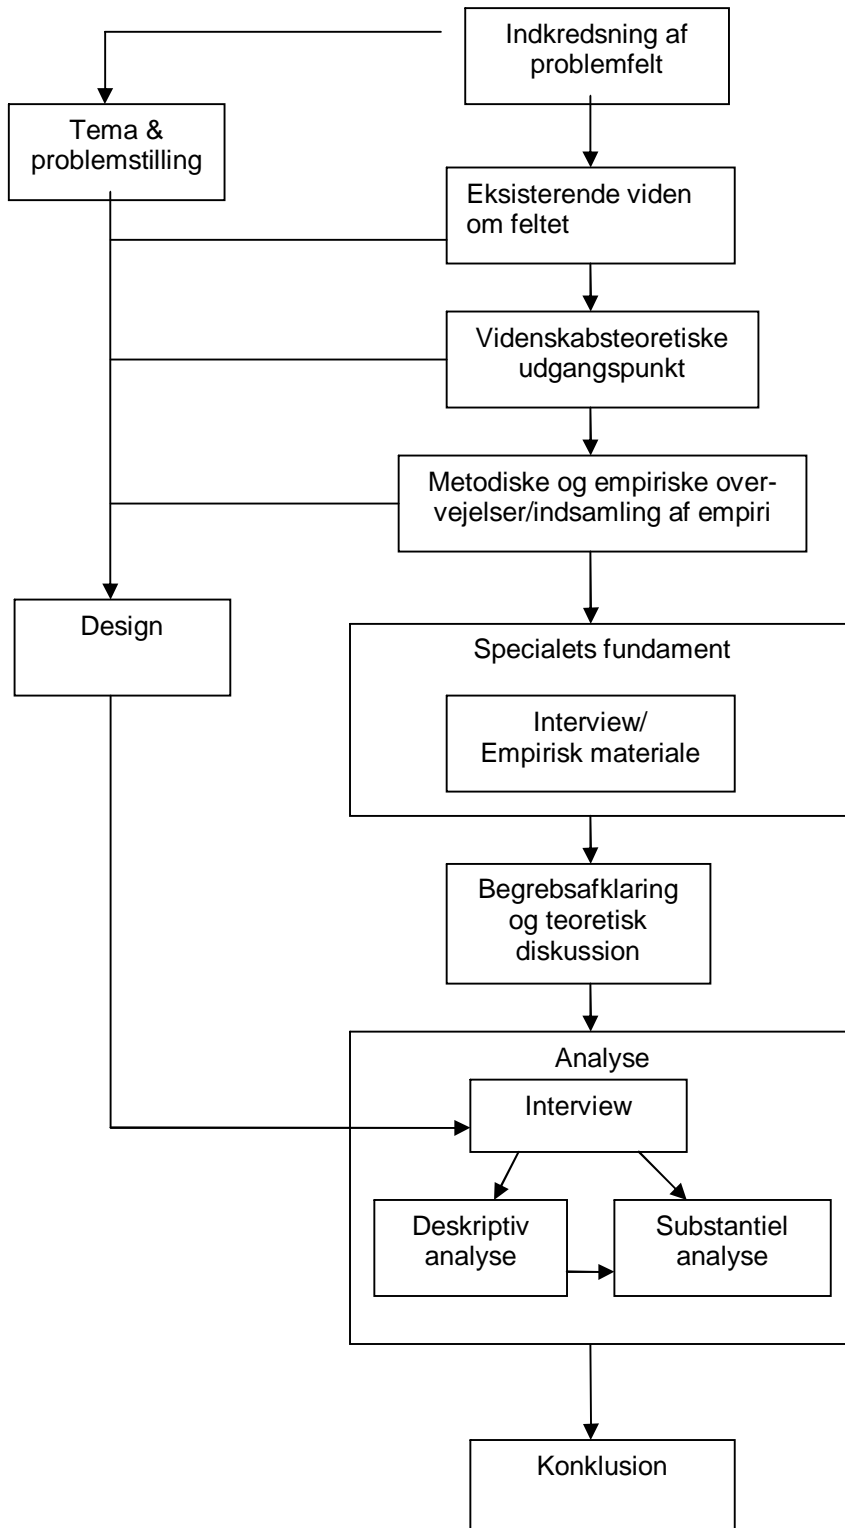 Indkredsning af
problemfelt
Tema &
problemstilling
Eksisterende viden
om feltet
Videnskabsteoretiske
udgangspunkt
Metodiske og empiriske over-
vejelser/indsamling af empiri
Design
Specialets fundament
Interview/
Empirisk materiale
Begrebsafklaring
og teoretisk
diskussion
Analyse
Interview
Deskriptiv
analyse
Substantiel
analyse
Konklusion